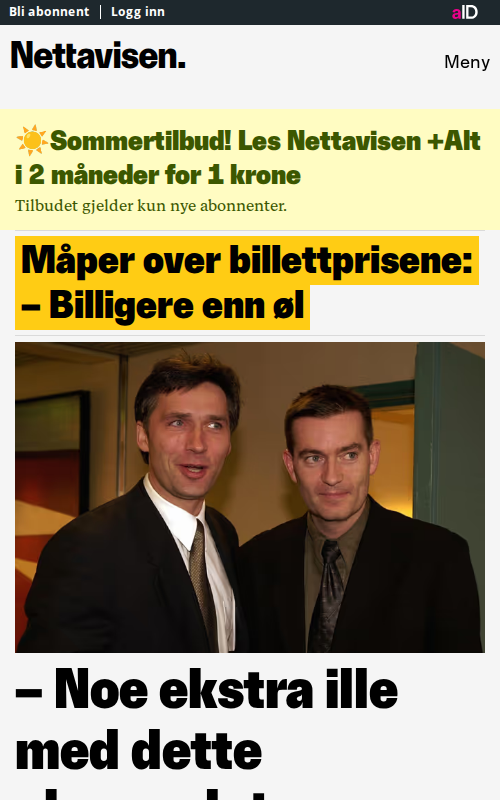 Bli abonnent | Logg inn
aID
Nettavisen.
Meny
☀️Sommertilbud! Les Nettavisen +Alt
i 2 måneder for 1 krone
Tilbudet gjelder kun nye abonnenter.
Måper over billettprisene:
– Billigere enn øl
– Noe ekstra ille
med dette